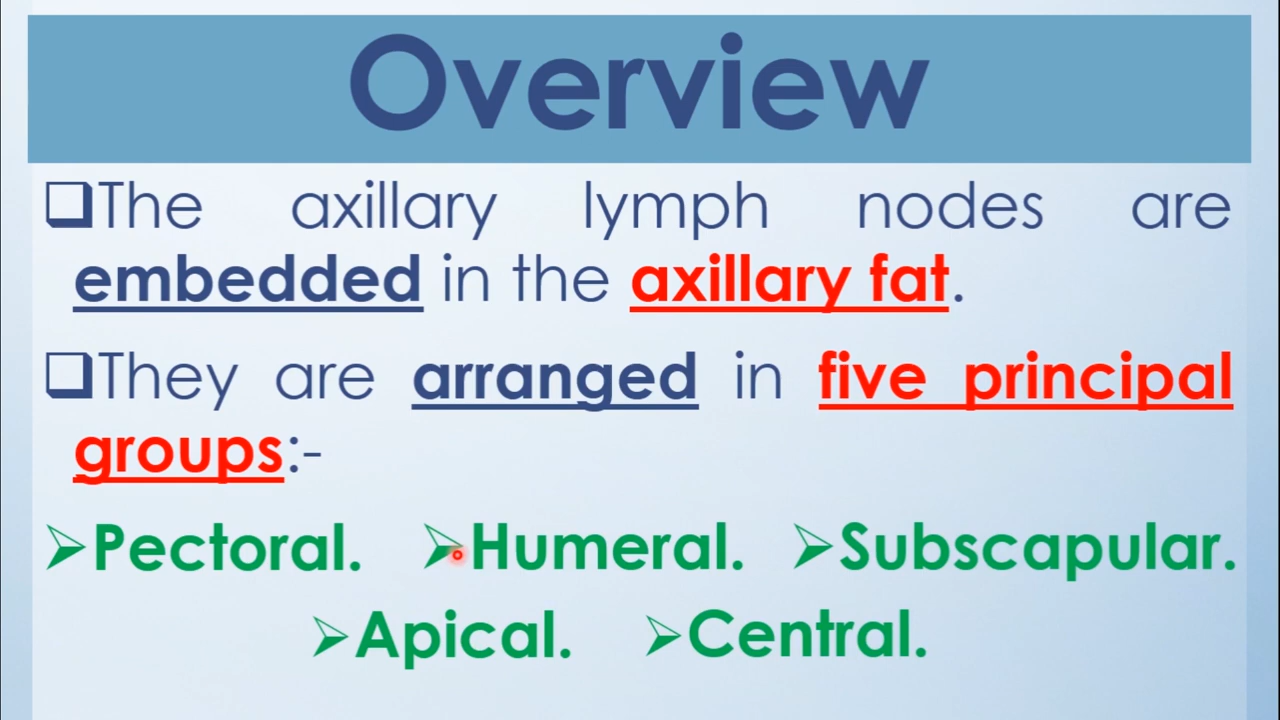 Overview
❑The axillary lymph nodes are
embedded in the axillary fat.
❑They are arranged in five principal
groups:-
➢Pectoral. ➢Humeral. ➢Subscapular.
➢Apical. ➢Central.